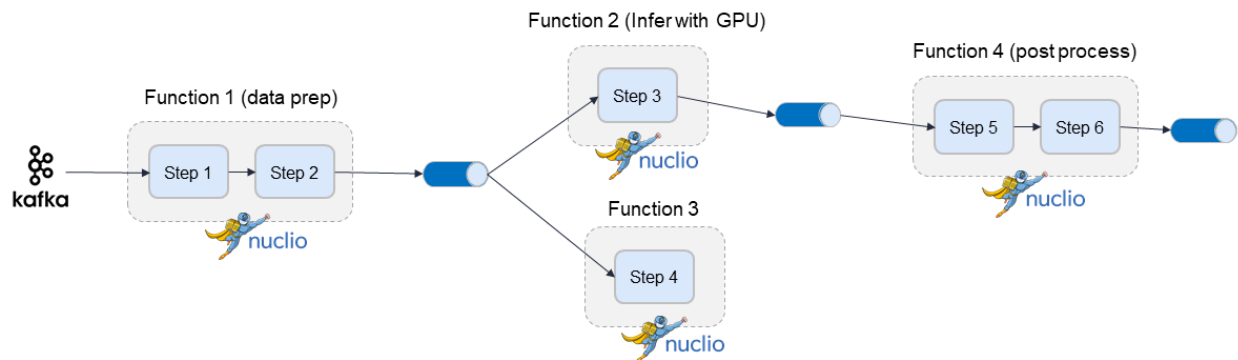 Function 2 (Infer with GPU)
Function 4 (post process)
Function 1 (data prep)
Step 3
Step 5
Step 6
nuclio
kafka
Step 1
Step 2
nuclio
nuclio
Function 3
Step 4
nuclio